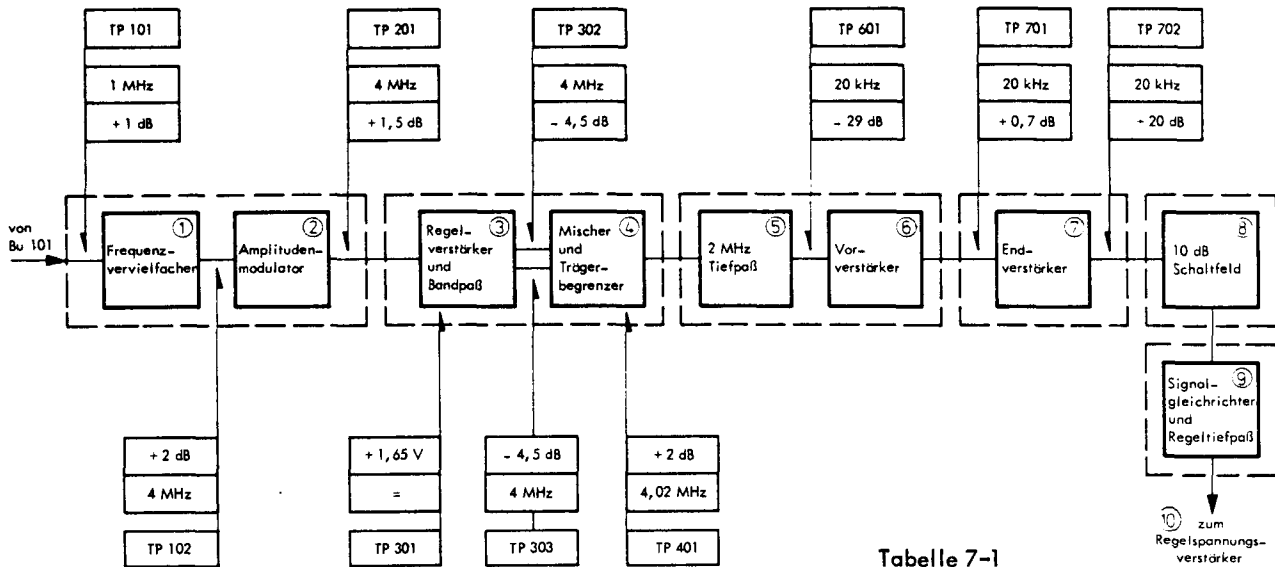 TP 101
TP 201
TP 302
TP 601
TP 701
TP 702
1 MHz
4 MHz
4 MHz
20 kHz
20 kHz
20 kHz
+ 1 dB
+ 1,5 dB
- 4,5 dB
- 29 dB
+ 0,7 dB
+ 20 dB
von
Bu 101
①
Frequenz-
vervielfacher
②
Amplituden-
modulator
③
Regel-
verstärker
und
Bandpaß
④
Mischer
und
Träger-
begrenzer
⑤
2 MHz
Tiefpaß
⑥
Vor-
verstärker
⑦
End-
verstärker
⑧
10 dB
Schaltfeld
⑨
Signal-
gleichrichter
und
Regeltiefpaß
+ 2 dB
4 MHz
TP 102
+ 1,65 V
=
TP 301
- 4,5 dB
4 MHz
TP 303
+ 2 dB
4,02 MHz
TP 401
⑩ zum
Regelspannungs-
verstärker
Tabelle 7-1